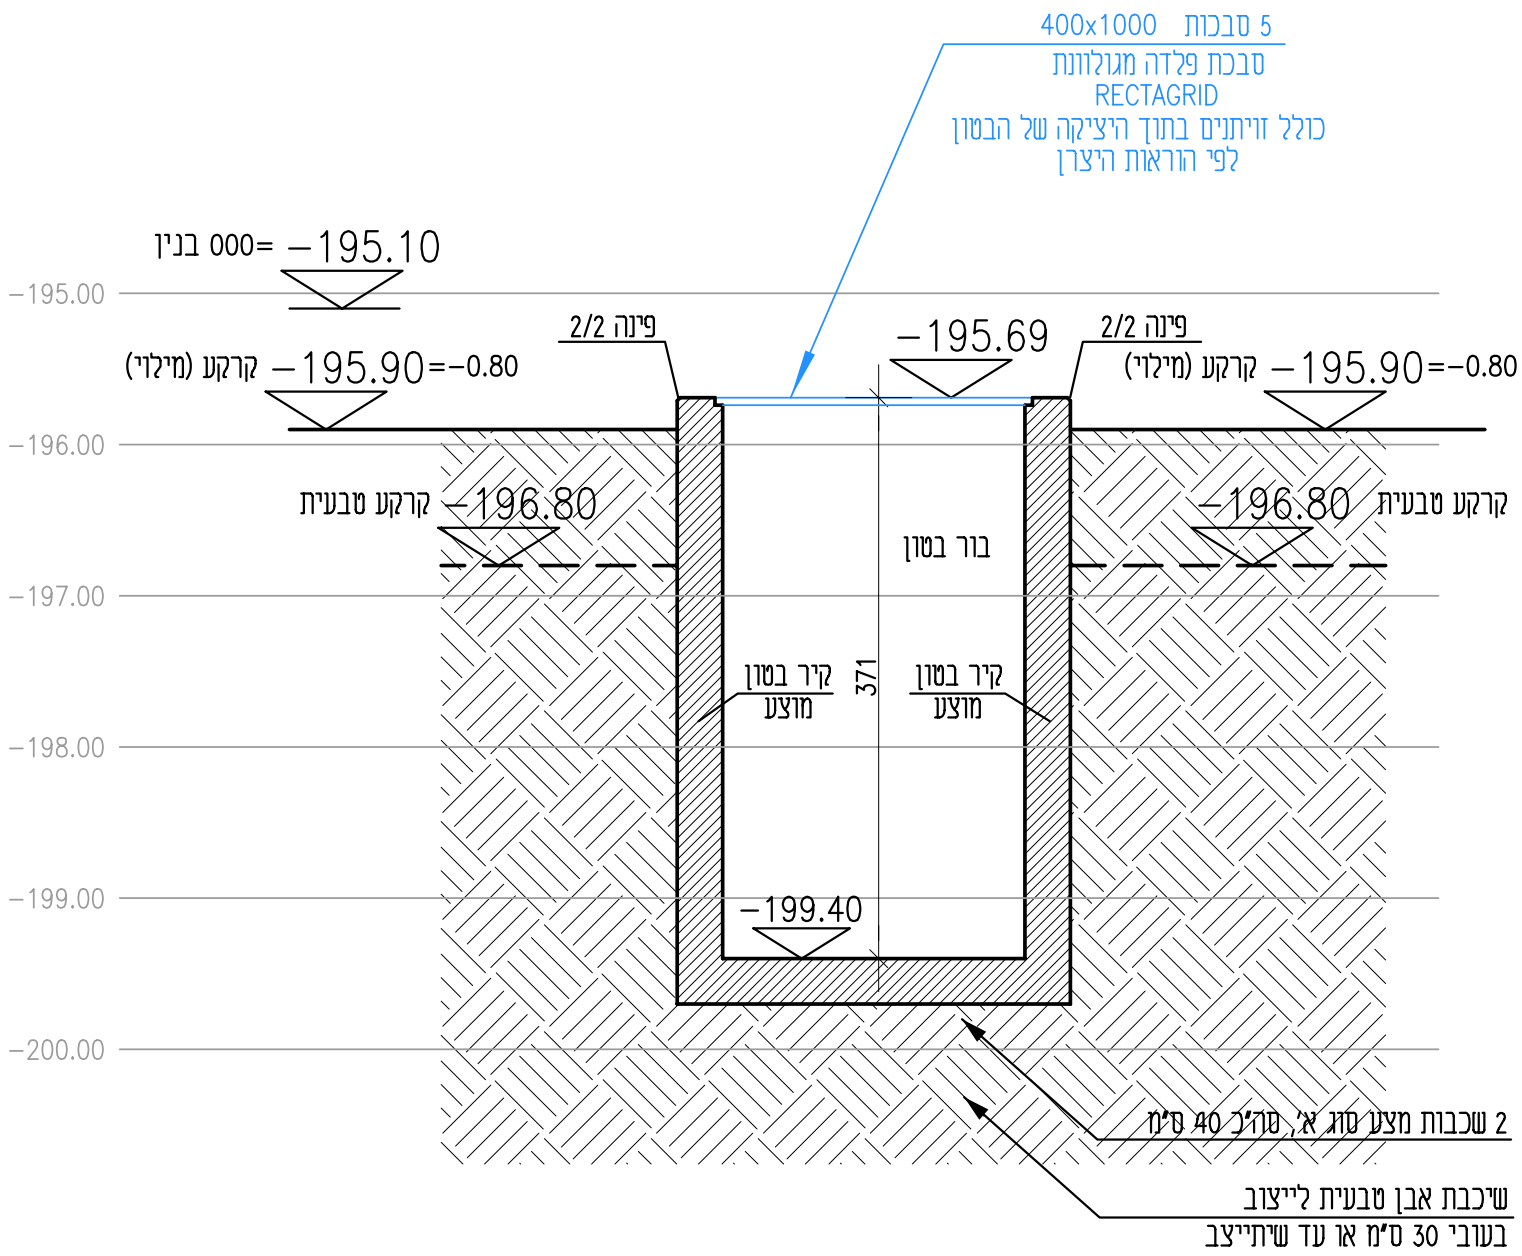 5 סבכות 400x1000
סבכת פלדה מגולוונת
RECTAGRID
כולל זויתנים בתוך היציקה של הבטון
לפי הוראות היצרן
−195.10 =000 בנין
−195.00
פינה 2/2
−195.69
פינה 2/2
קרקע (מילוי) −195.90=−0.80
קרקע (מילוי) −195.90=−0.80
−196.00
קרקע טבעית −196.80
−196.80 קרקע טבעית
בור בטון
−197.00
קיר בטון
מוצע
371
קיר בטון
מוצע
−198.00
−199.00
−199.40
−200.00
2 שכבות מצע סוג א', סה"כ 40 ס"מ
שיכבת אבן טבעית לייצוב
בעובי 30 ס"מ או עד שיתייצב